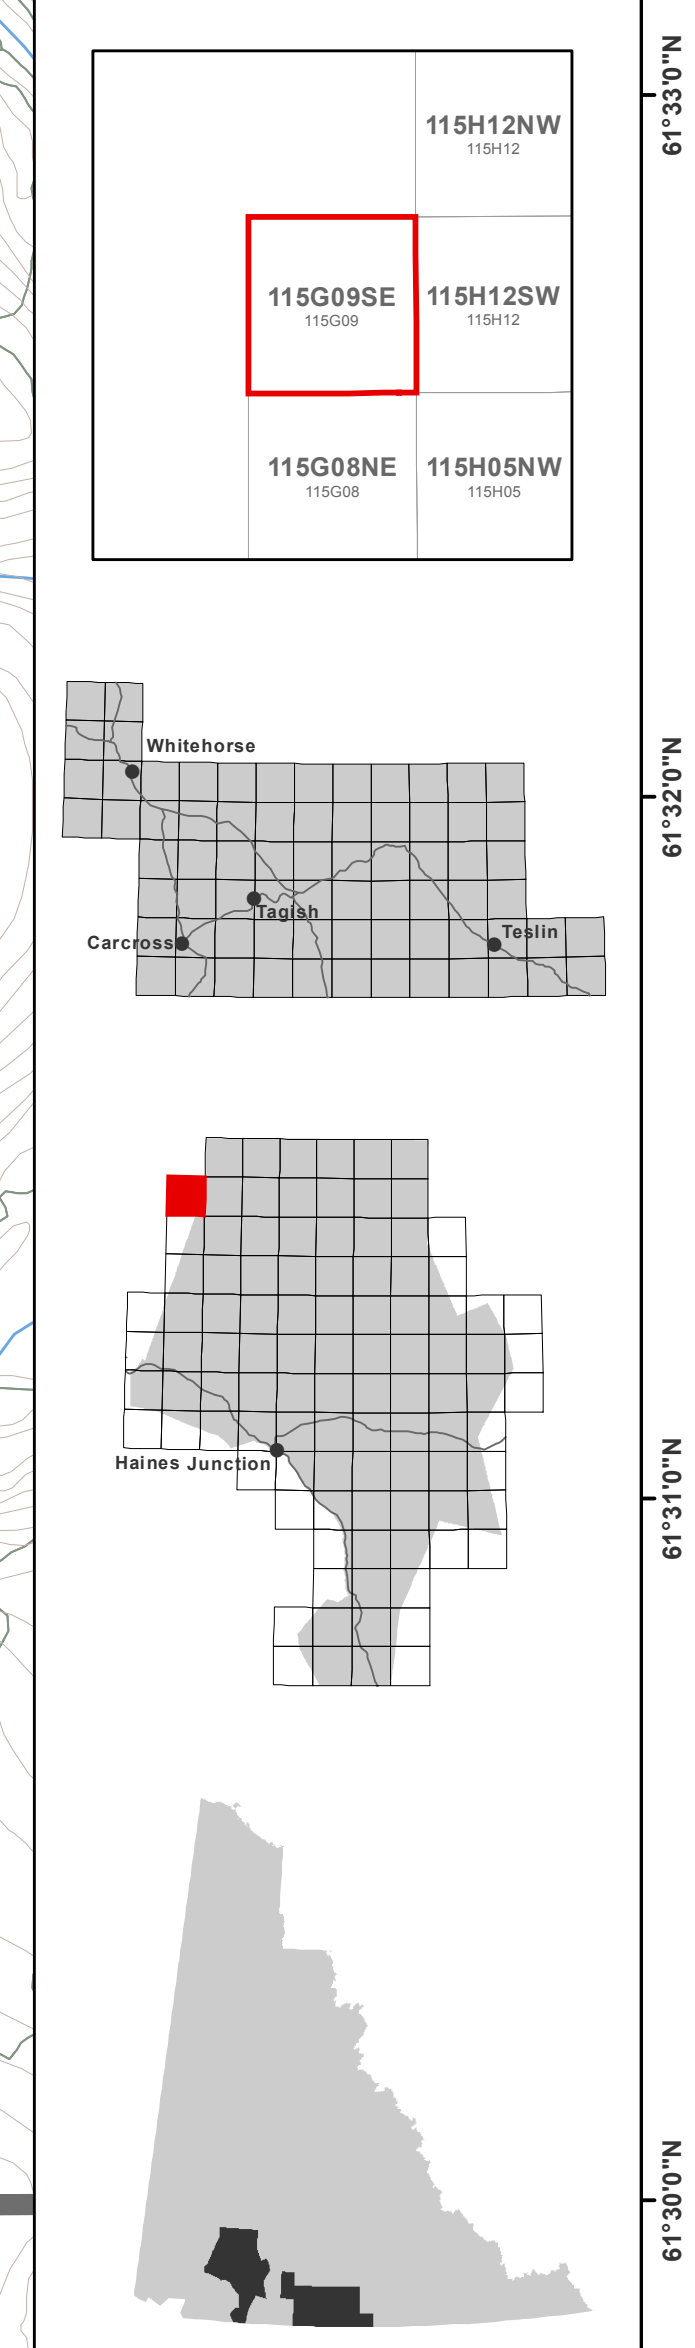 61°33'0"N
115H12NW
115H12
115G09SE
115G09
115H12SW
115H12
115G08NE
115G08
115H05NW
115H05
61°32'0"N
Whitehorse
Tagish
Carcross
Teslin
Haines Junction
61°31'0"N
61°30'0"N